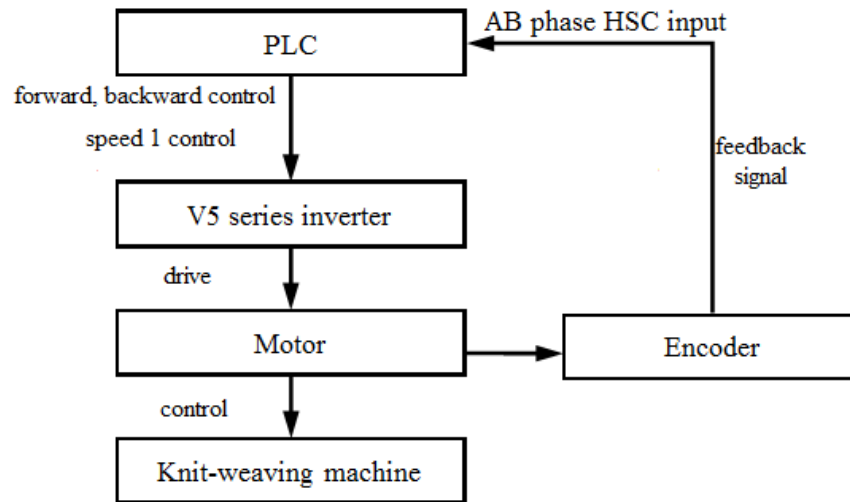 AB phase HSC input
PLC
forward, backward control
speed 1 control
feedback
signal
V5 series inverter
drive
Motor
Encoder
control
Knit-weaving machine